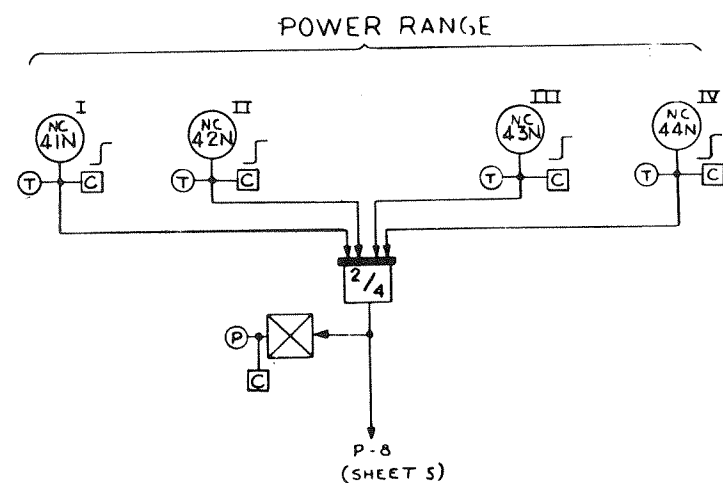 POWER RANGE
I
II
III
IV
NC
41N
NC
42N
NC
43N
NC
44N
T
C
T
C
T
C
T
C
2/4
P
C
P-8
(SHEET 5)